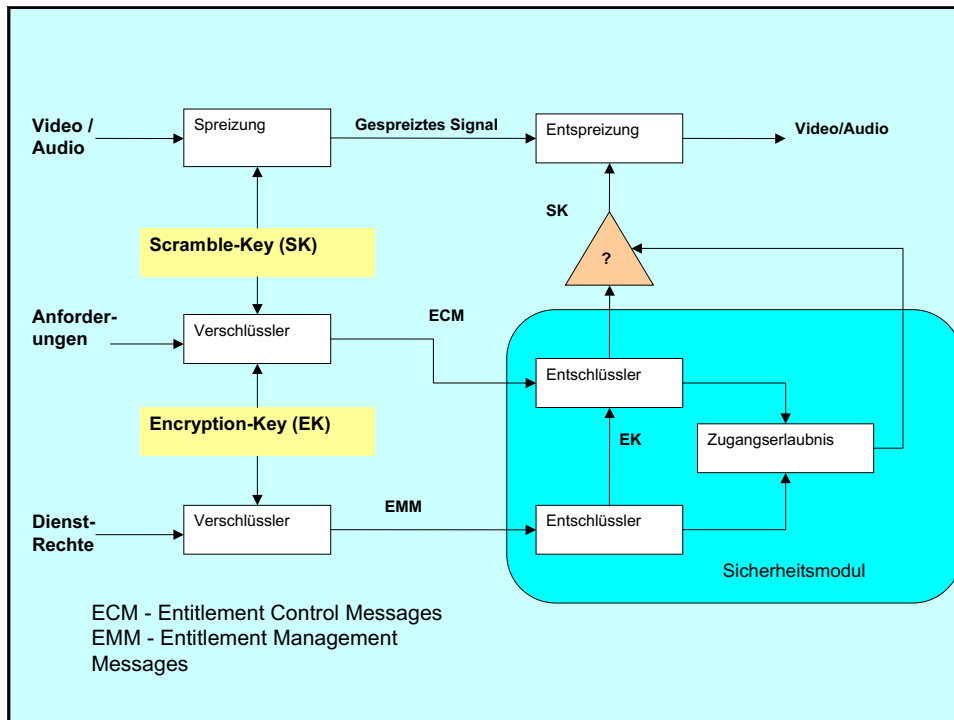 Video /
Audio
Spreizung
Gespreiztes Signal
Entspreizung
Video/Audio
SK
Scramble-Key (SK)
?
Anforder-
ungen
Verschlüssler
ECM
Entschlüssler
Encryption-Key (EK)
EK
Zugangserlaubnis
Dienst-
Rechte
Verschlüssler
EMM
Entschlüssler
Sicherheitsmodul
ECM - Entitlement Control Messages
EMM - Entitlement Management
Messages